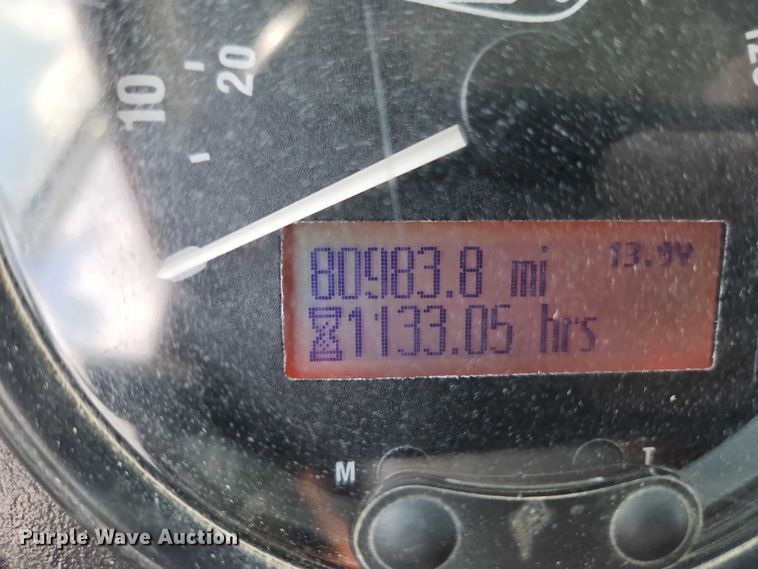 10
20
80983.8 mi
13.9V
1133.05 hrs
M
T
Purple Wave Auction